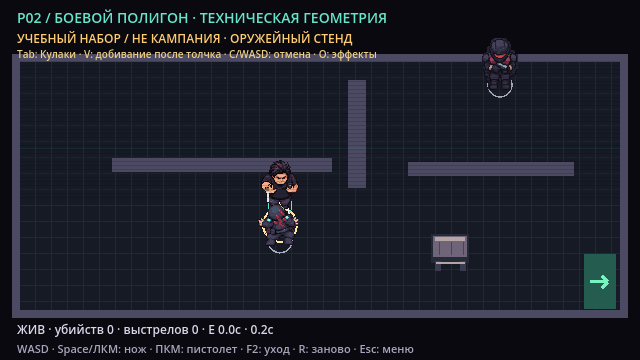 P02 / БОЕВОЙ ПОЛИГОН · ТЕХНИЧЕСКАЯ ГЕОМЕТРИЯ
УЧЕБНЫЙ НАБОР / НЕ КАМПАНИЯ · ОРУЖЕЙНЫЙ СТЕНД
Tab: Кулаки · V: добивание после толчка · C/WASD: отмена · O: эффекты
ЖИВ · убийств 0 · выстрелов 0 · E 0.0с · 0.2с
WASD · Space/ЛКМ: нож · ПКМ: пистолет · F2: уход · R: заново · Esc: меню